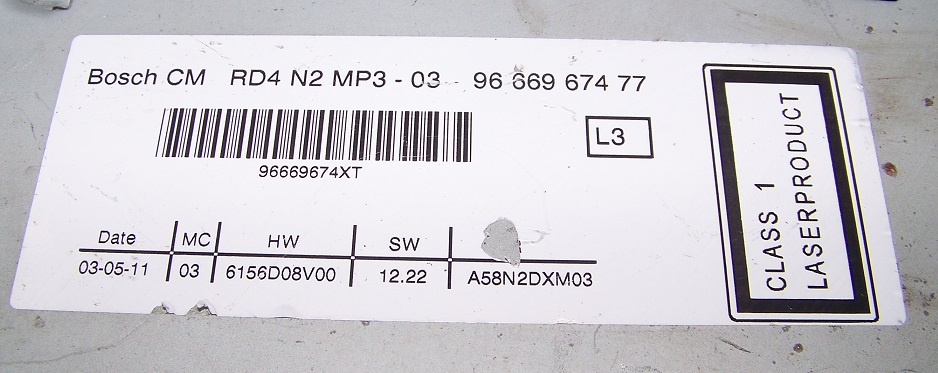 Bosch CM RD4 N2 MP3 - 03 96 669 674 77
96669674XT
L3
CLASS 1
LASERPRODUCT
Date MC HW SW
03-05-11 03 6156D08V00 12.22 A58N2DXM03